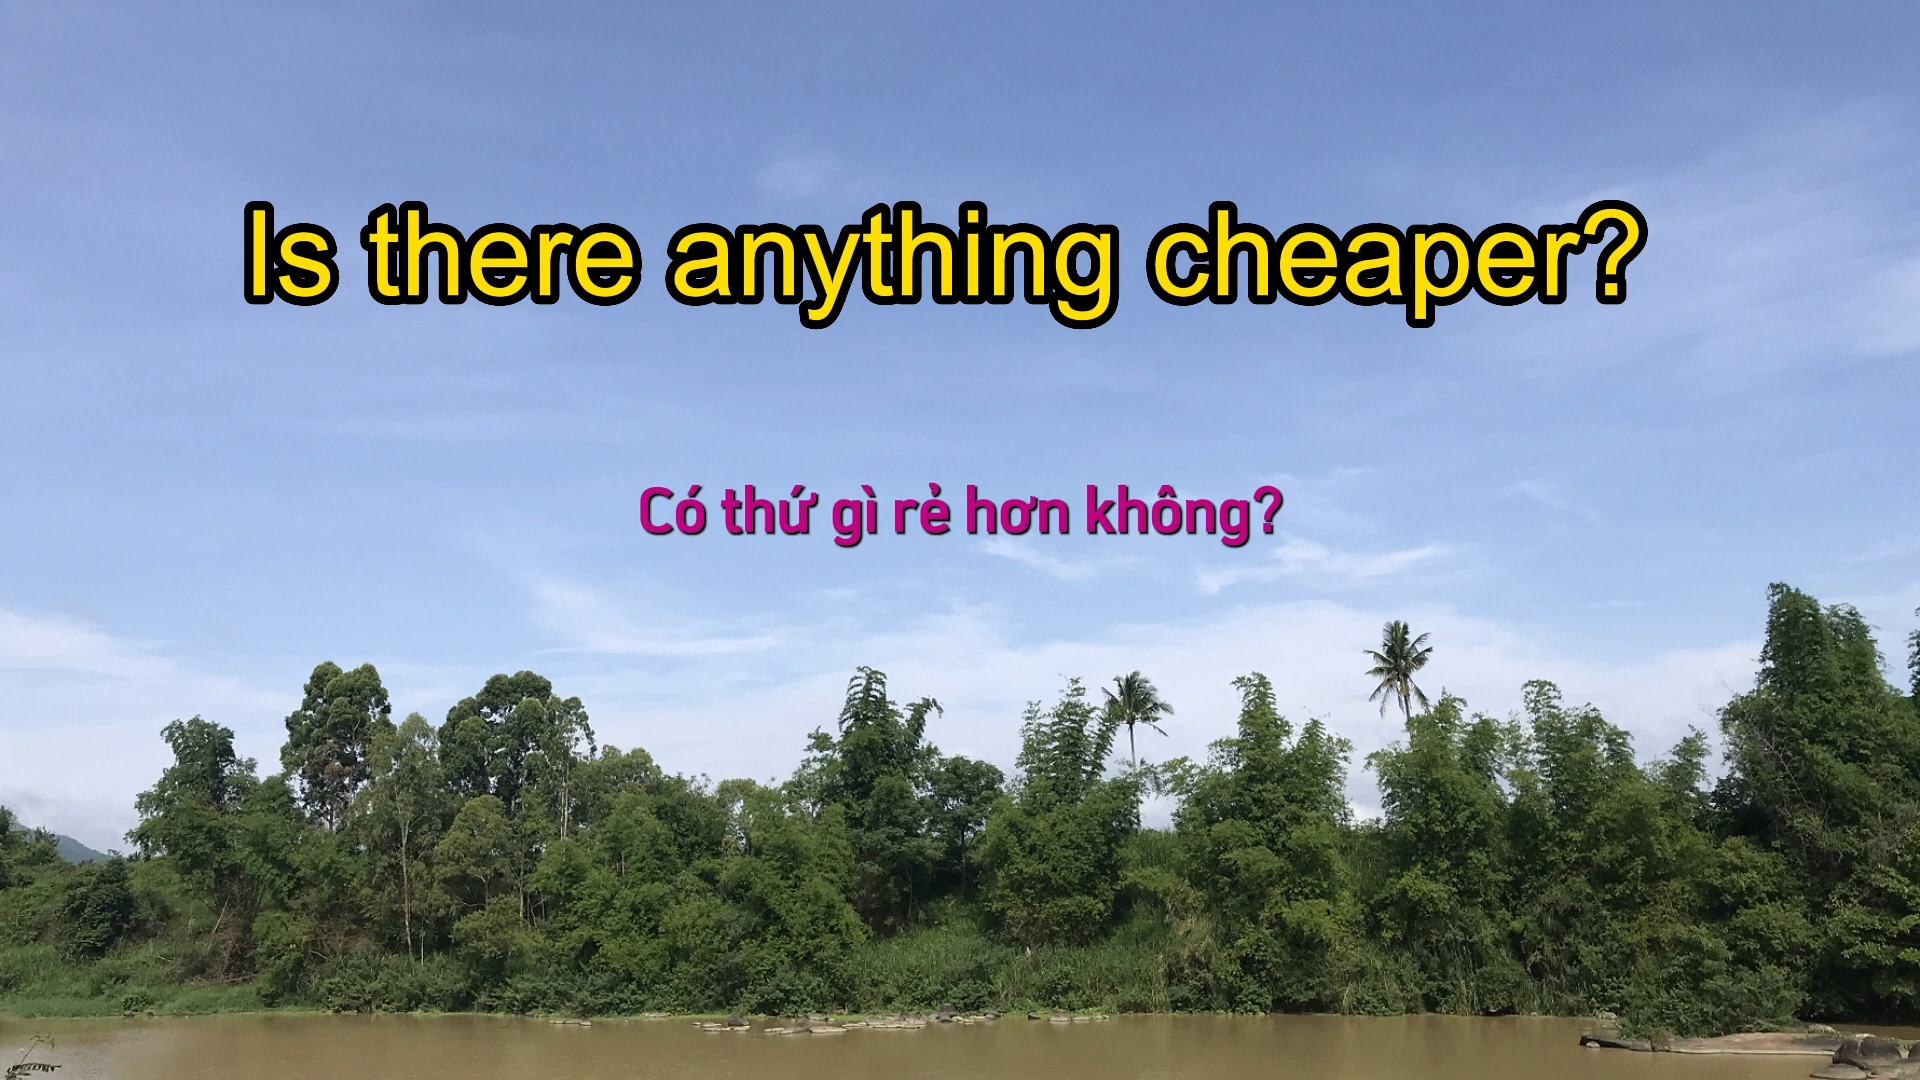 Is there anything cheaper?
Có thứ gì rẻ hơn không?